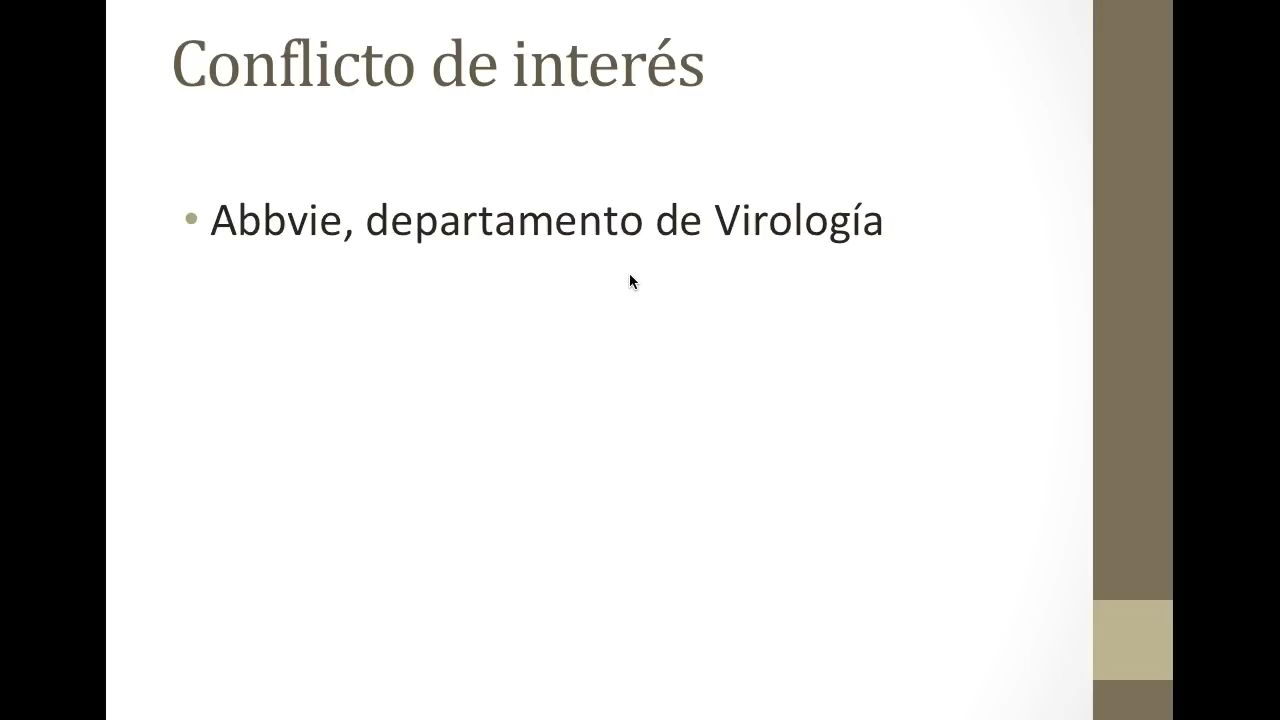 Conflicto de interés
• Abbvie, departamento de Virología